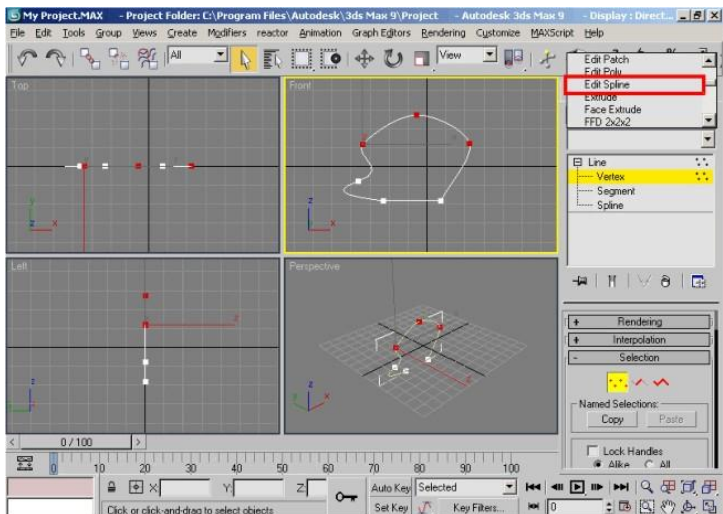 My Project.MAX - Project Folder: C:\Program Files\Autodesk\3ds Max 9\Project - Autodesk 3ds Max 9 - Display : Direct...
File Edit Tools Group Views Create Modifiers reactor Animation Graph Editors Rendering Customize MAXScript Help
All
View
Edit Patch
Edit Poly
Edit Spline
Extrude
Face Extrude
FFD 2x2x2
Top
Front
Line
Vertex
Segment
Spline
Left
Perspective
+ Rendering
+ Interpolation
- Selection
Named Selections:
Copy Paste
Lock Handles
Alike All
< 0 / 100 >
0 10 20 30 40 50 60 70 80 90 100
X Y Z
Auto Key Selected
Click or click-and-drag to select objects
Set Key Key Filters...
0